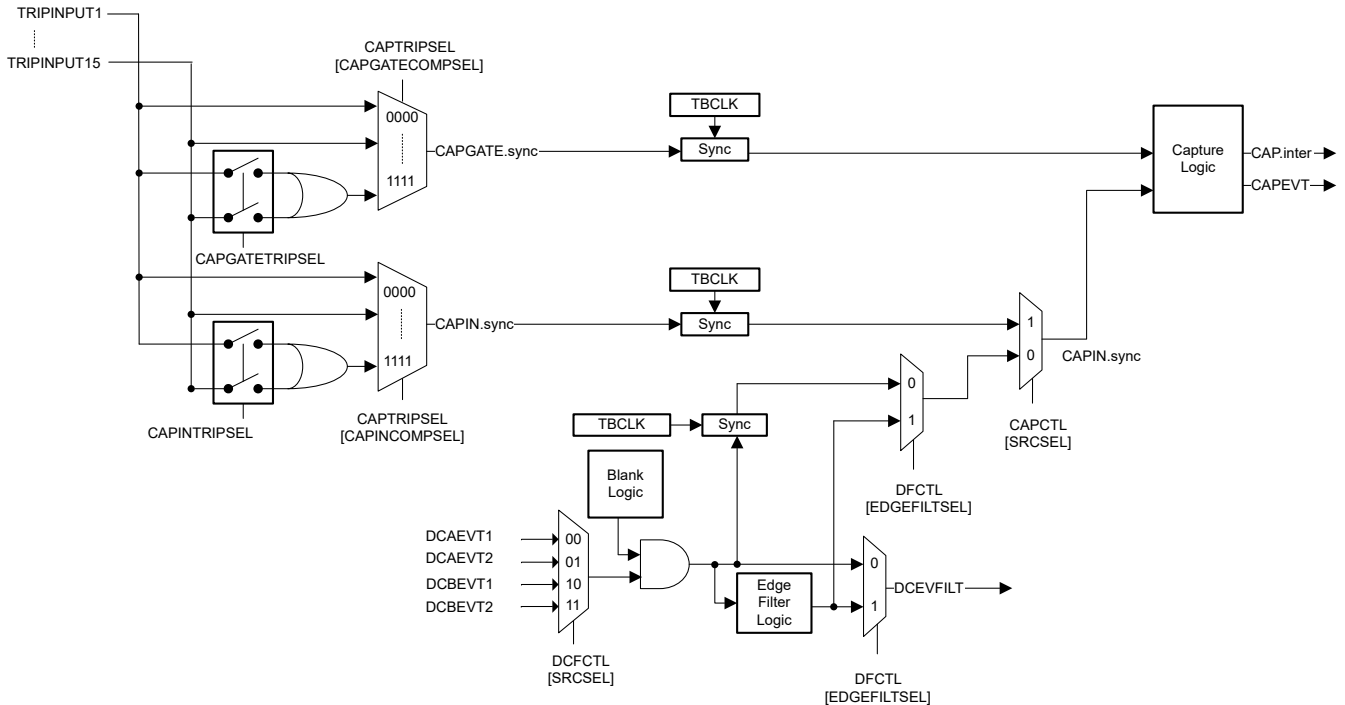 TRIPINPUT1
TRIPINPUT15
CAPTRIPSEL
[CAPGATECOMPSEL]
0000
1111
CAPGATE.sync
TBCLK
Sync
Capture
Logic
CAP.inter
CAPEVT
CAPGATETRIPSEL
0000
1111
CAPIN.sync
TBCLK
Sync
1
0
CAPIN.sync
CAPINTRIPSEL
CAPTRIPSEL
[CAPINCOMPSEL]
TBCLK
Sync
0
1
CAPCTL
[SRCSEL]
Blank
Logic
DFCTL
[EDGEFILTSEL]
DCAEVT1
DCAEVT2
DCBEVT1
DCBEVT2
00
01
10
11
Edge
Filter
Logic
0
1
DCEVFILT
DCFCTL
[SRCSEL]
DFCTL
[EDGEFILTSEL]